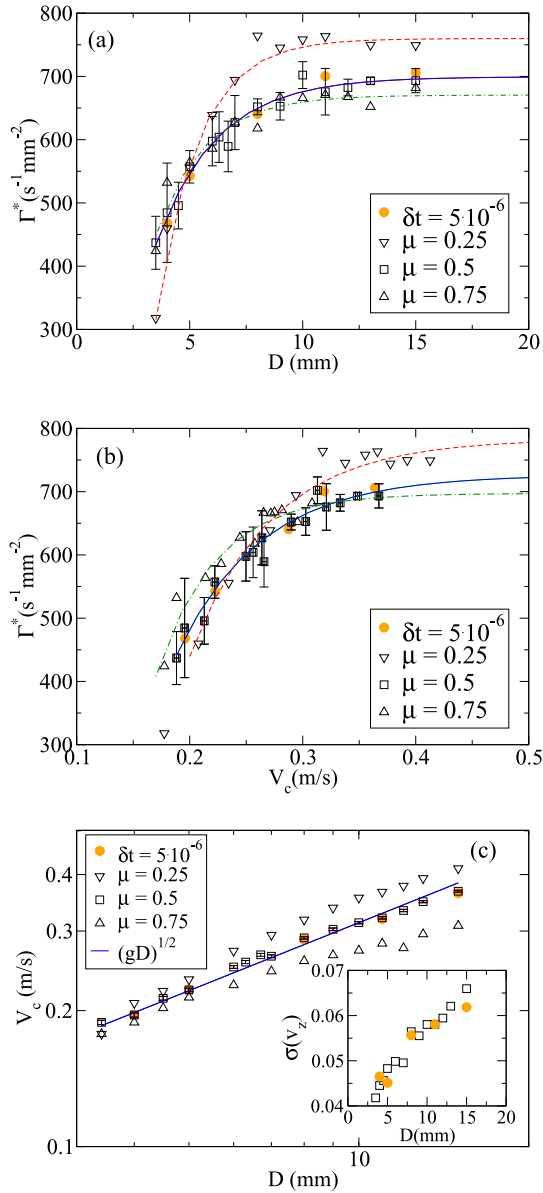 (a)
800
700
600
500
400
300
Γ* (s⁻¹ mm⁻²)
δt = 5·10⁻⁶
μ = 0.25
μ = 0.5
μ = 0.75
0 5 10 15 20
D (mm)
(b)
800
700
600
500
400
300
Γ* (s⁻¹ mm⁻²)
δt = 5·10⁻⁶
μ = 0.25
μ = 0.5
μ = 0.75
0.1 0.2 0.3 0.4 0.5
V_c (m/s)
(c)
δt = 5·10⁻⁶
μ = 0.25
μ = 0.5
μ = 0.75
(gD)^1/2
0.4
0.3
0.2
0.1
V_c (m/s)
0.07
0.06
0.05
0.04
σ(v_z)
0 5 10 15 20
D(mm)
10
D (mm)